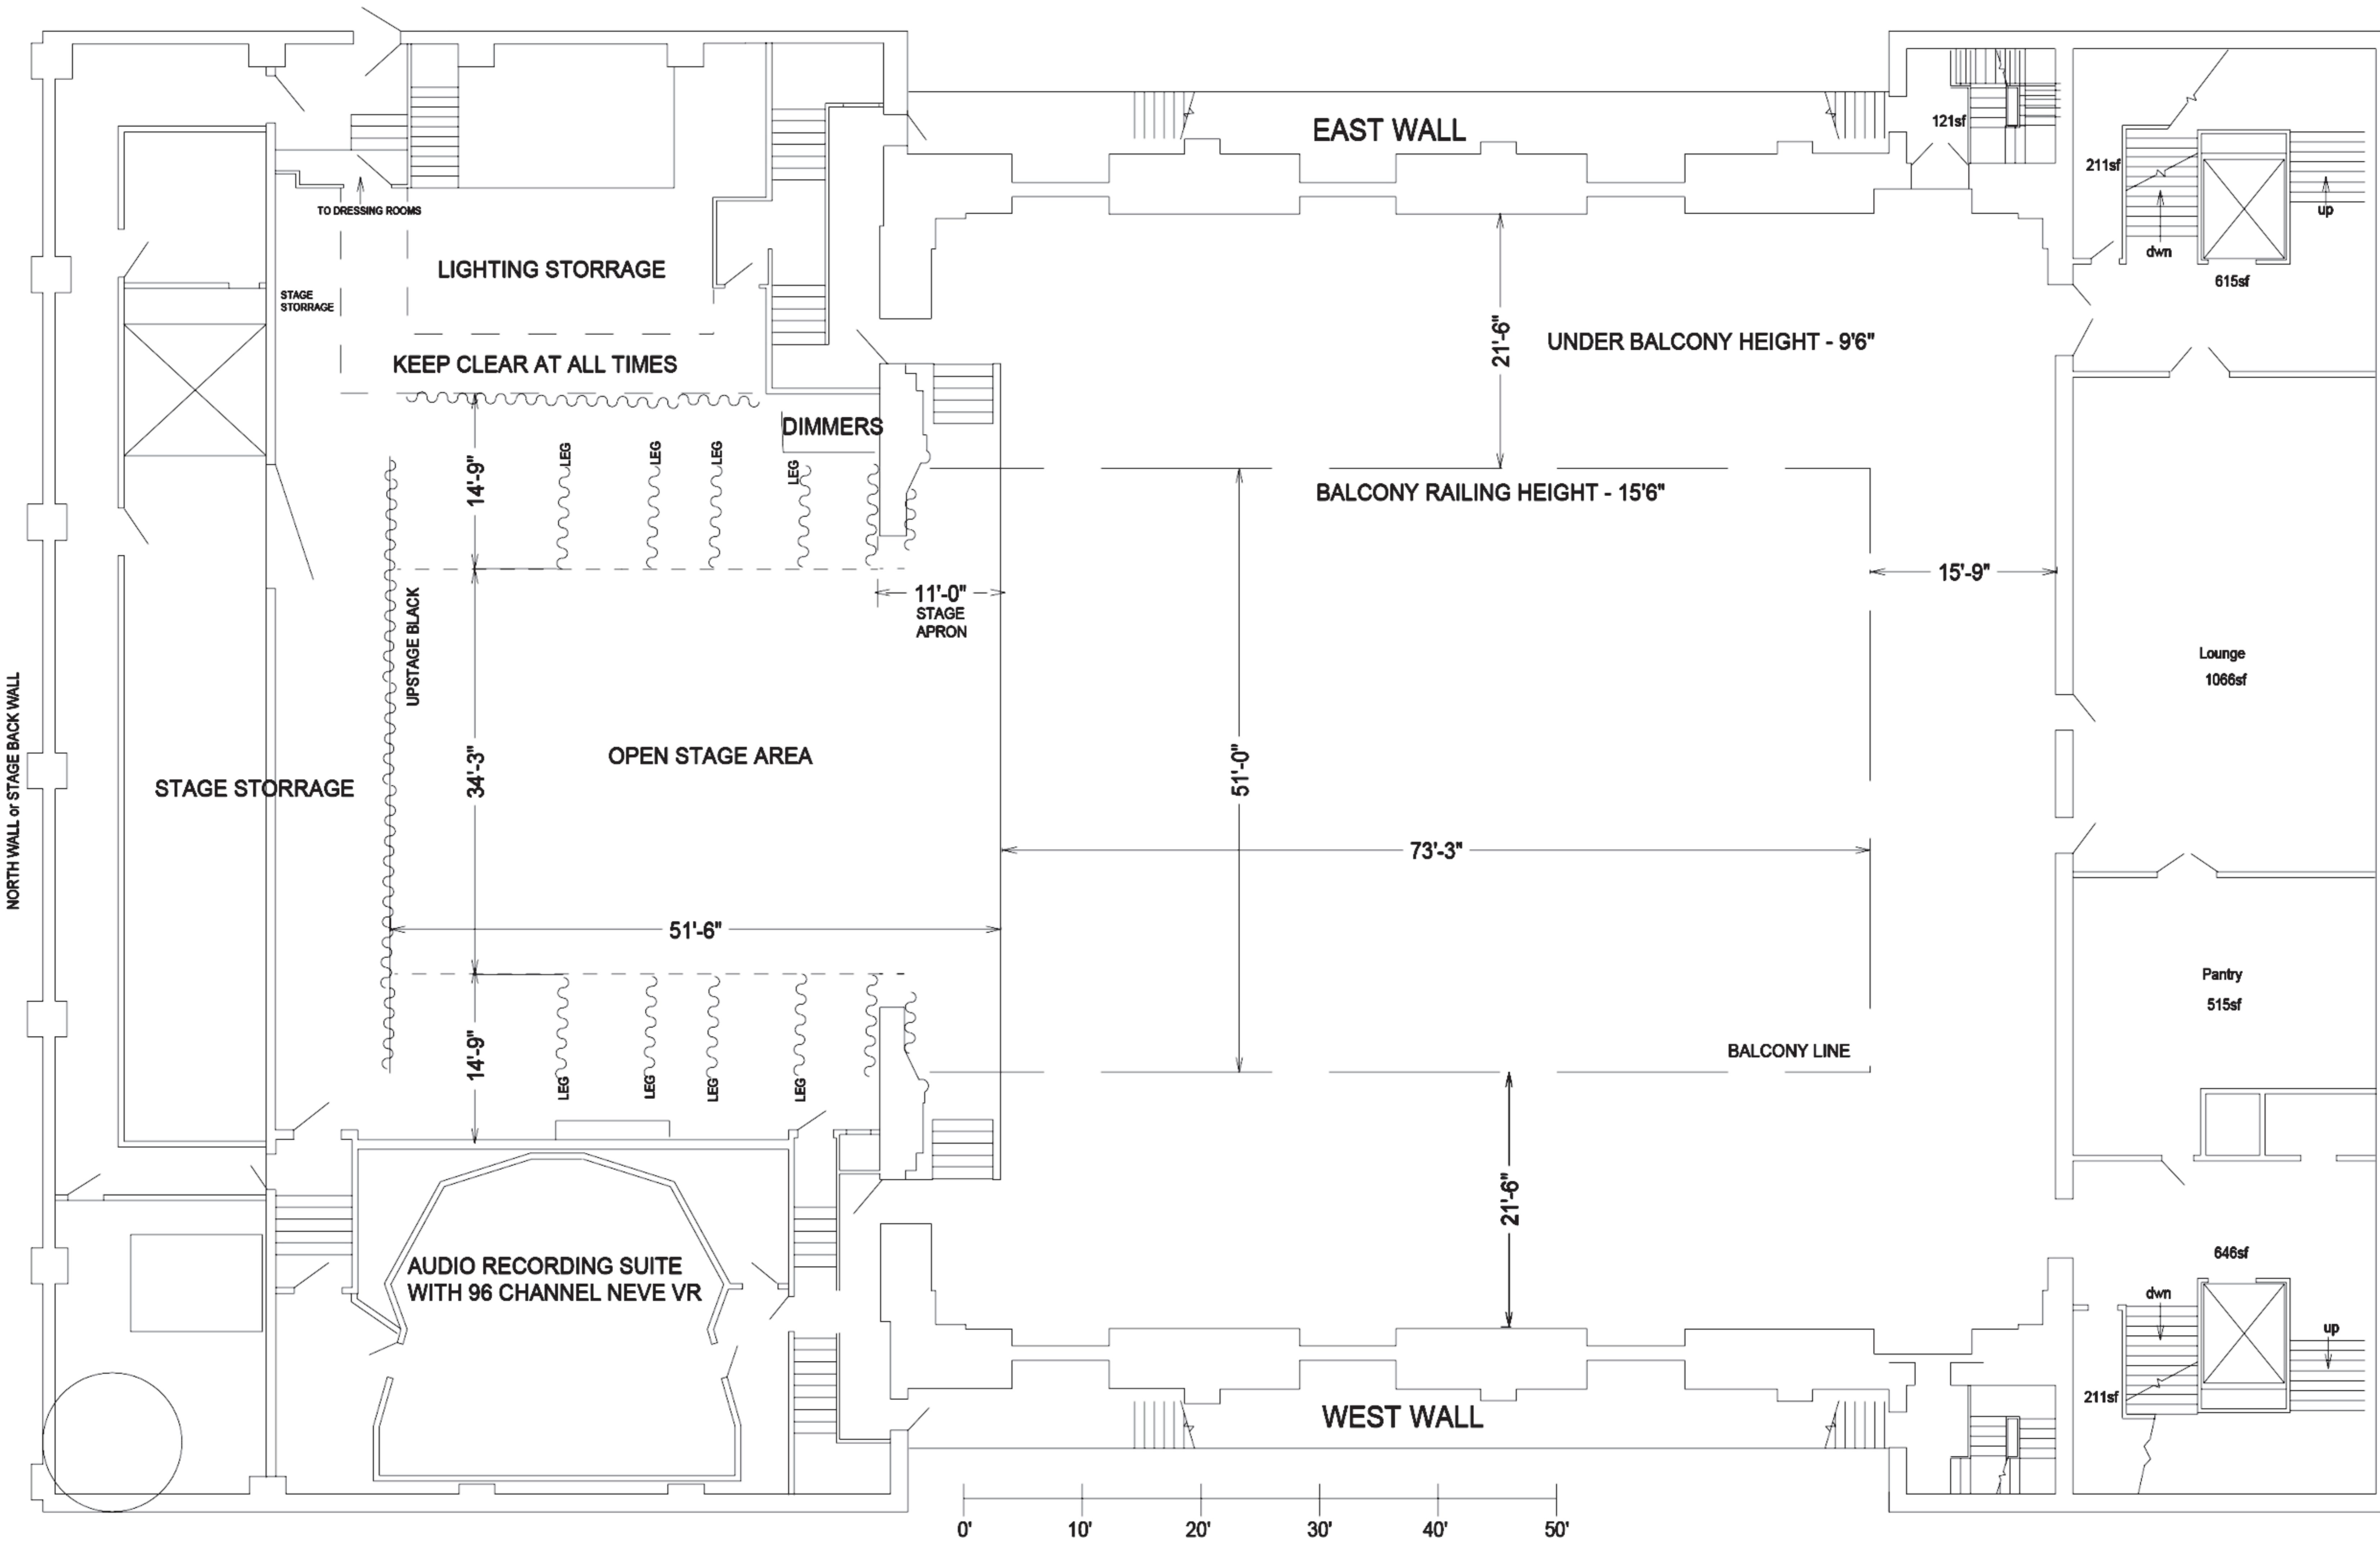 EAST WALL
121sf
211sf
up
dwn
615sf
TO DRESSING ROOMS
LIGHTING STORRAGE
STAGE
STORRAGE
KEEP CLEAR AT ALL TIMES
21'-6"
UNDER BALCONY HEIGHT - 9'6"
DIMMERS
LEG
LEG
LEG
LEG
14'-9"
BALCONY RAILING HEIGHT - 15'6"
15'-9"
11'-0"
STAGE
APRON
UPSTAGE BLACK
Lounge
1066sf
NORTH WALL or STAGE BACK WALL
STAGE STORRAGE
34'-3"
OPEN STAGE AREA
51'-0"
73'-3"
51'-6"
Pantry
515sf
14'-9"
LEG
LEG
LEG
LEG
BALCONY LINE
21'-6"
AUDIO RECORDING SUITE
WITH 96 CHANNEL NEVE VR
646sf
dwn
up
211sf
WEST WALL
0'
10'
20'
30'
40'
50'